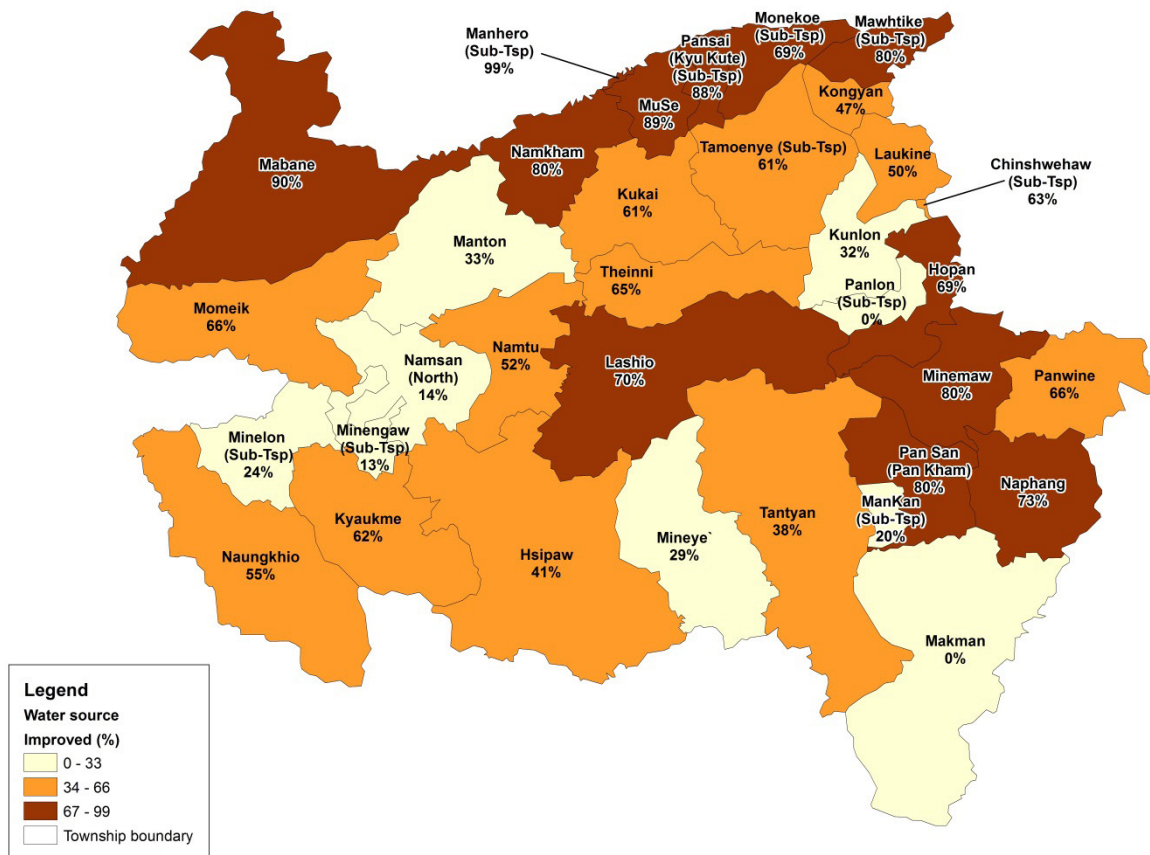 Manhero
(Sub-Tsp)
99%
Pansai
(Kyu Kute)
(Sub-Tsp)
88%
Monekoe
(Sub-Tsp)
69%
Mawhtike
(Sub-Tsp)
80%
Kongyan
47%
MuSe
89%
Mabane
90%
Namkham
80%
Tamoenye (Sub-Tsp)
61%
Laukine
50%
Chinshwehaw
(Sub-Tsp)
63%
Kukai
61%
Manton
33%
Kunlon
32%
Theinni
65%
Panlon
(Sub-Tsp)
0%
Hopan
69%
Momeik
66%
Namsan
(North)
14%
Namtu
52%
Lashio
70%
Minemaw
80%
Panwine
66%
Minelon
(Sub-Tsp)
24%
Minengaw
(Sub-Tsp)
13%
Pan San
(Pan Kham)
80%
Naphang
73%
ManKan
(Sub-Tsp)
20%
Kyaukme
62%
Tantyan
38%
Mineye`
29%
Naungkhio
55%
Hsipaw
41%
Makman
0%
Legend
Water source
Improved (%)
0 - 33
34 - 66
67 - 99
Township boundary